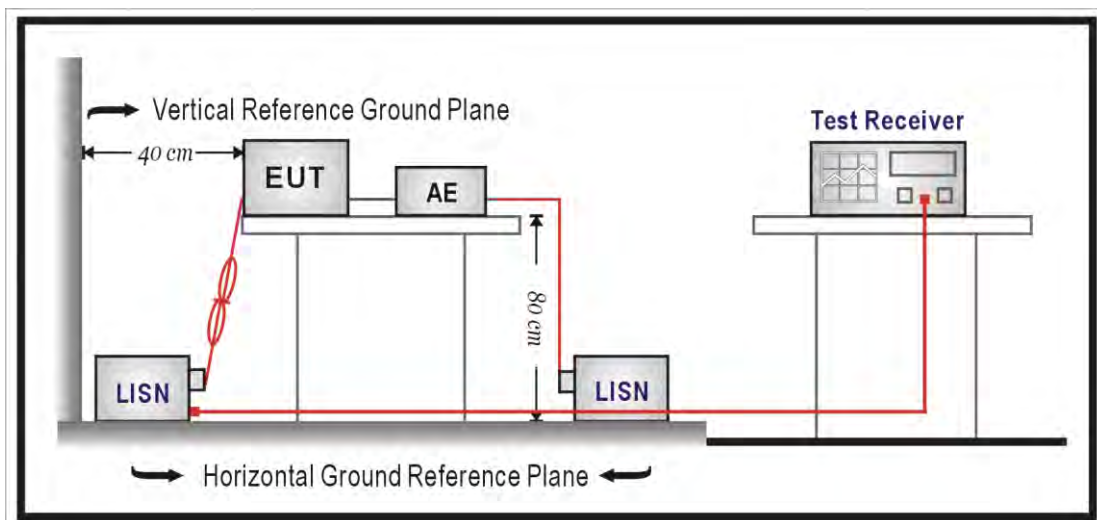 Vertical Reference Ground Plane
Test Receiver
40 cm
EUT
AE
80 cm
LISN
LISN
Horizontal Ground Reference Plane